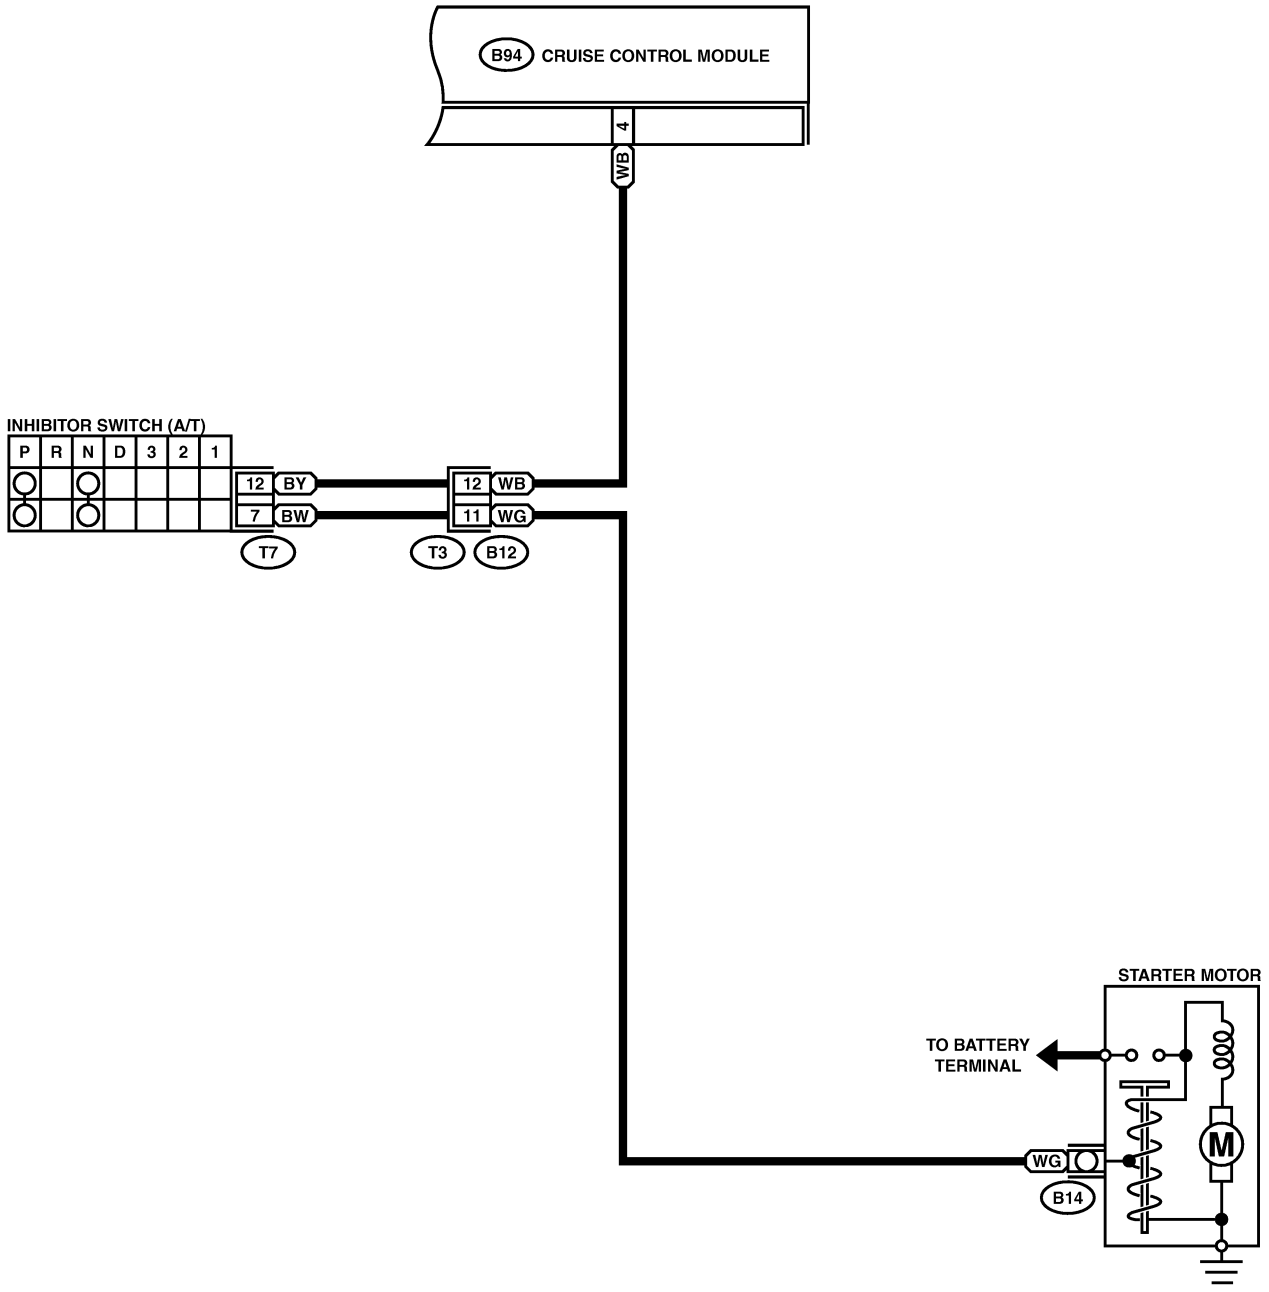 B94 CRUISE CONTROL MODULE
4
WB
INHIBITOR SWITCH (A/T)
P R N D 3 2 1
12 BY 12 WB
7 BW 11 WG
T7 T3 B12
STARTER MOTOR
TO BATTERY
TERMINAL
M
WG
B14